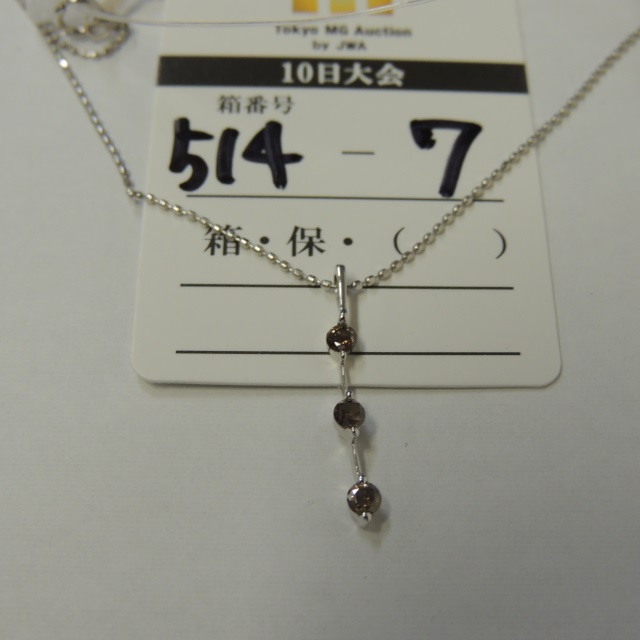 Tokyo MG Auction
by JWA
10日大会
箱番号
514 - 7
箱・保・（　　）